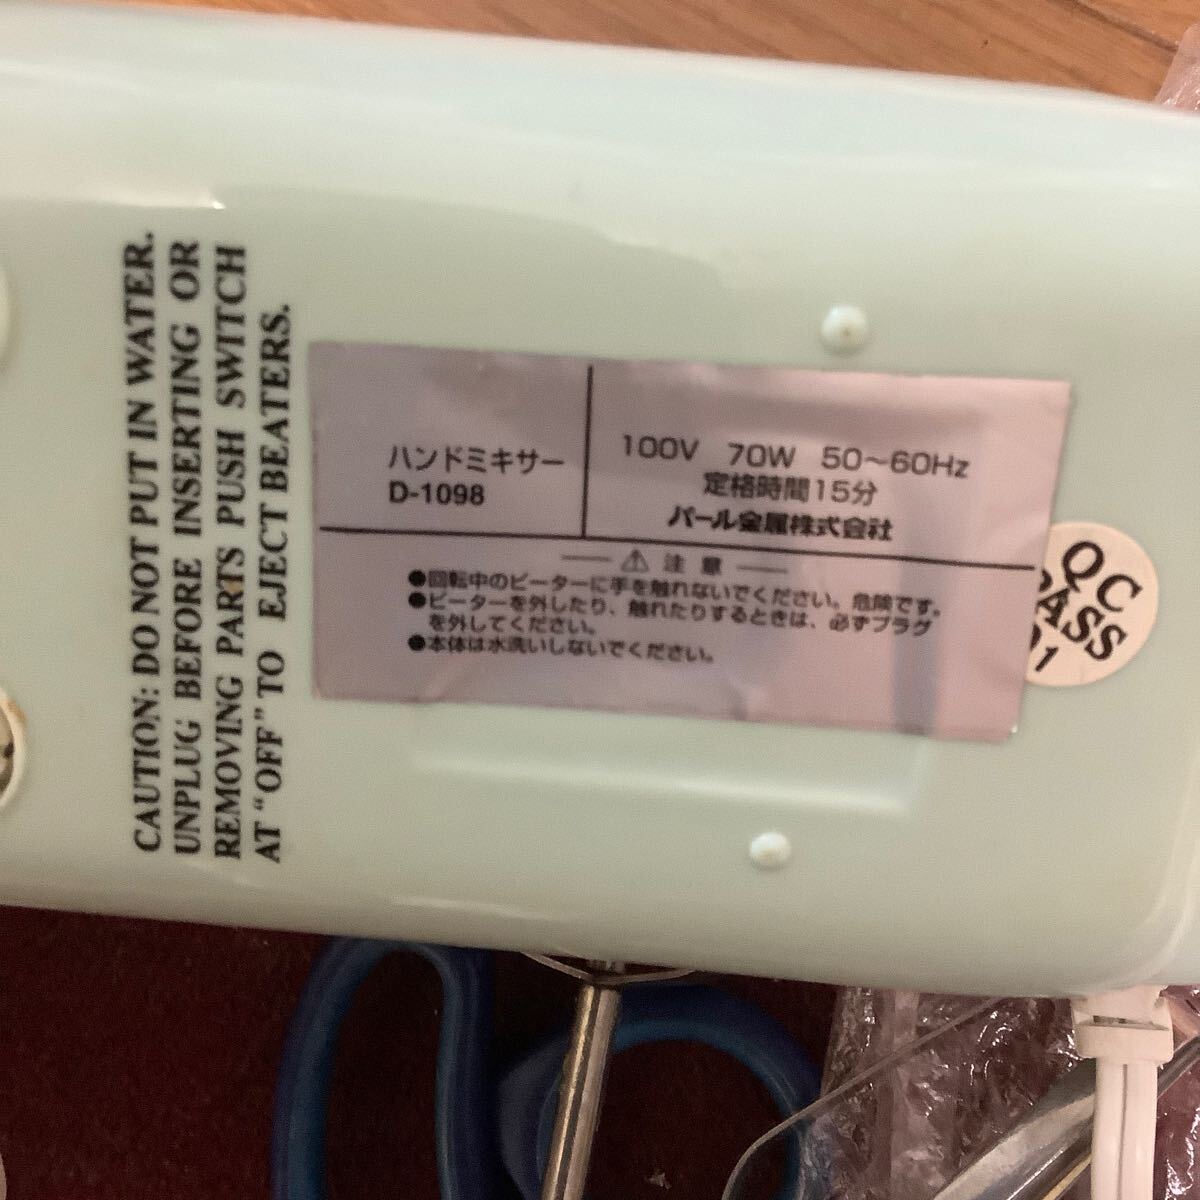 CAUTION: DO NOT PUT IN WATER.
UNPLUG BEFORE INSERTING OR
REMOVING PARTS PUSH SWITCH
AT “OFF” TO EJECT BEATERS.
ハンドミキサー
D-1098
100V 70W 50～60Hz
定格時間15分
パール金属株式会社
注意
●回転中のビーターに手を触れないでください。危険です。
●ビーターを外したり、触れたりするときは、必ずプラグ
を外してください。
●本体は水洗いしないでください。
QC
PASS